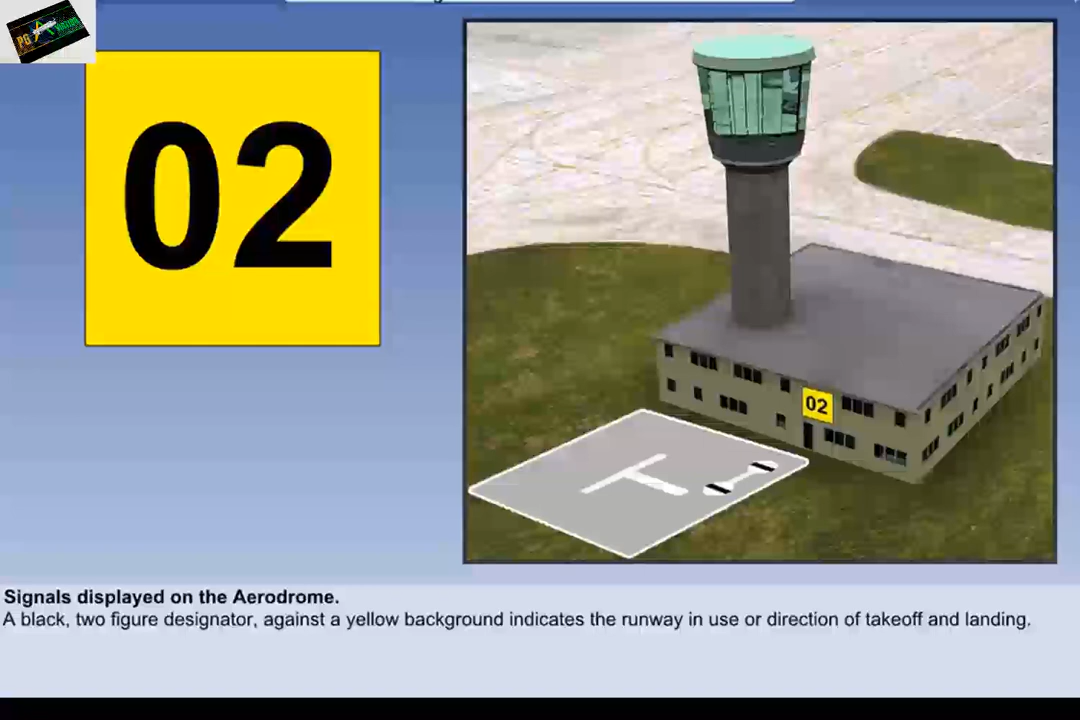 02
02
Signals displayed on the Aerodrome.
A black, two figure designator, against a yellow background indicates the runway in use or direction of takeoff and landing.